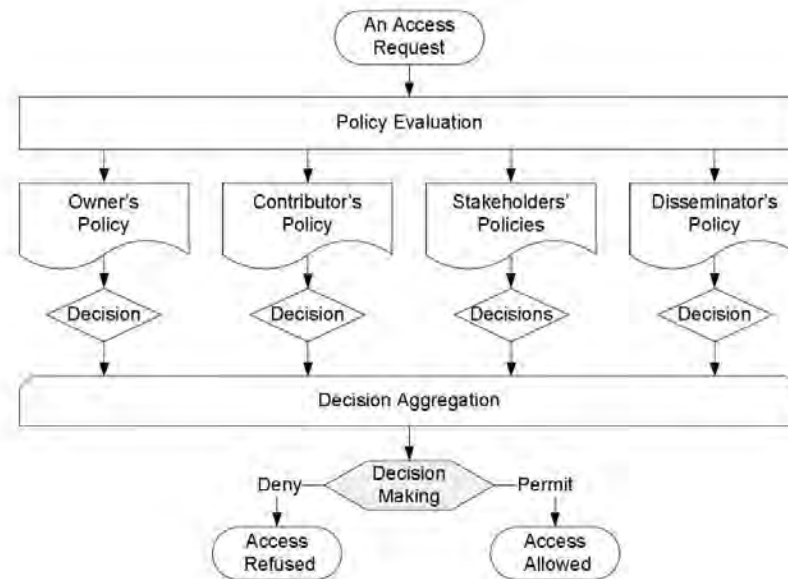 An Access
Request
Policy Evaluation
Owner's
Policy
Contributor's
Policy
Stakeholders'
Policies
Disseminator's
Policy
Decision
Decision
Decisions
Decision
Decision Aggregation
Deny
Decision
Making
Permit
Access
Refused
Access
Allowed